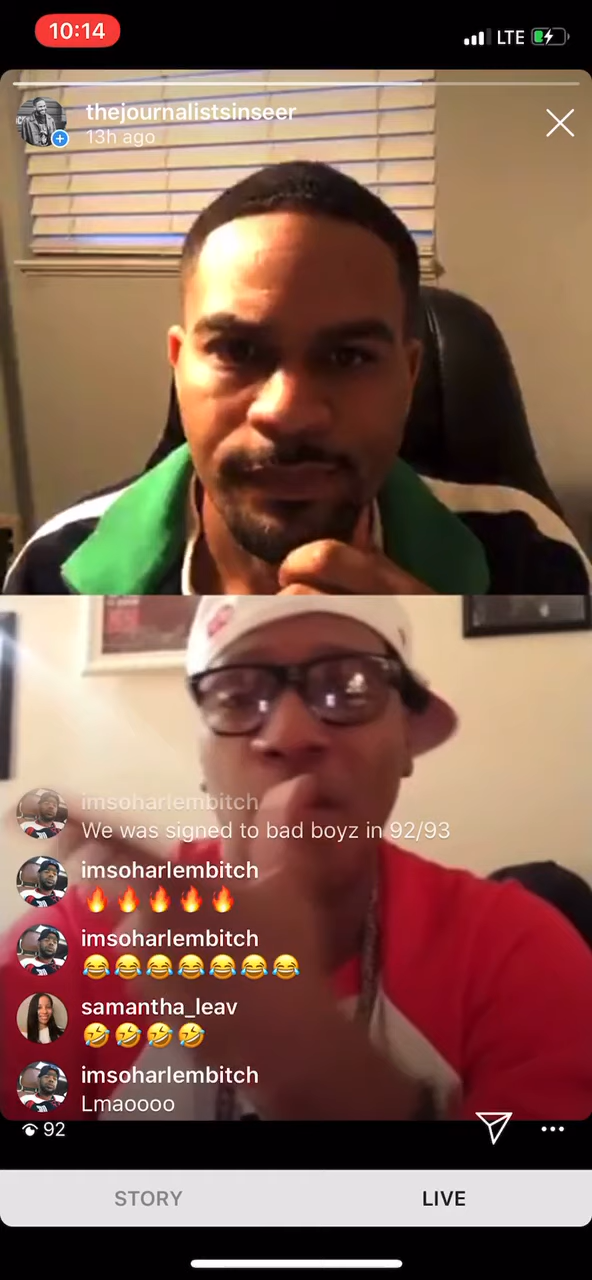 10:14
LTE
thejournalistsinseer
13h ago
imsoharlembitch
We was signed to bad boyz in 92/93
imsoharlembitch
🔥🔥🔥🔥🔥
imsoharlembitch
😂😂😂😂😂😂😂
samantha_leav
🤣🤣🤣🤣
imsoharlembitch
Lmaoooo
92
STORY
LIVE